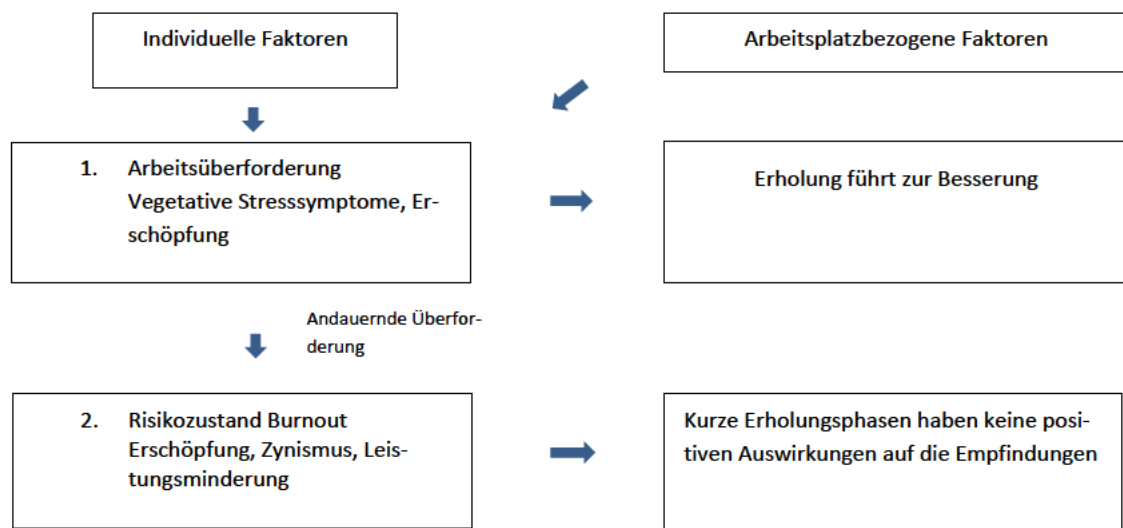 Individuelle Faktoren
Arbeitsplatzbezogene Faktoren
1. Arbeitsüberforderung
Vegetative Stresssymptome, Er-
schöpfung
Erholung führt zur Besserung
Andauernde Überfor-
derung
2. Risikozustand Burnout
Erschöpfung, Zynismus, Leis-
tungsminderung
Kurze Erholungsphasen haben keine posi-
tiven Auswirkungen auf die Empfindungen